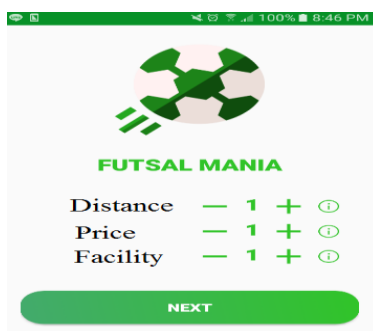 100% 8:46 PM
FUTSAL MANIA
Distance — 1 + i
Price — 1 + i
Facility — 1 + i
NEXT